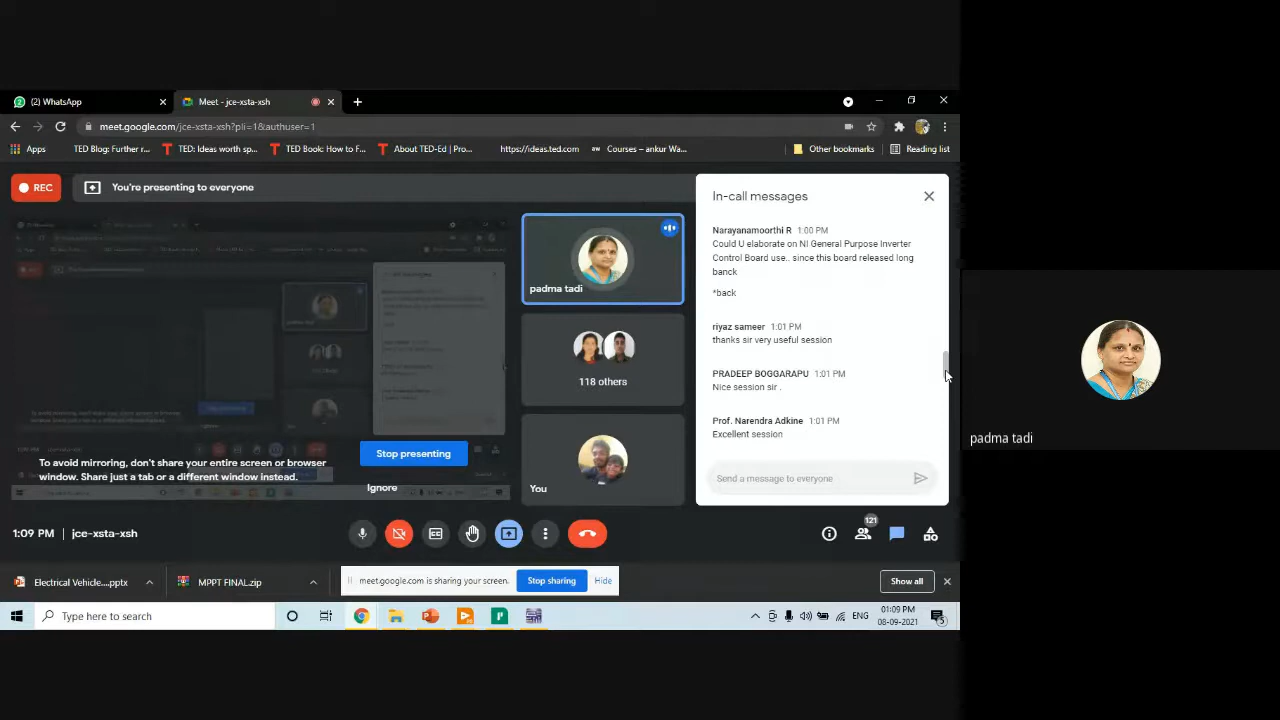 (2) WhatsApp
Meet - jce-xsta-xsh
meet.google.com/jce-xsta-xsh?pli=1&authuser=1
Apps
TED Blog: Further r...
TED: Ideas worth sp...
TED Book: How to F...
About TED-Ed | Pro...
https://ideas.ted.com
aw Courses – ankur Wa...
Other bookmarks
Reading list
REC
You're presenting to everyone
padma tadi
118 others
You
To avoid mirroring, don't share your entire screen or browser
window. Share just a tab or a different window instead.
Stop presenting
Ignore
In-call messages
Narayanamoorthi R 1:00 PM
Could U elaborate on NI General Purpose Inverter
Control Board use.. since this board released long
banck
*back
riyaz sameer 1:01 PM
thanks sir very useful session
PRADEEP BOGGARAPU 1:01 PM
Nice session sir .
Prof. Narendra Adkine 1:01 PM
Excellent session
Send a message to everyone
padma tadi
1:09 PM | jce-xsta-xsh
121
Electrical Vehicle....pptx
MPPT FINAL.zip
meet.google.com is sharing your screen.
Stop sharing
Hide
Show all
Type here to search
ENG
01:09 PM
08-09-2021
5